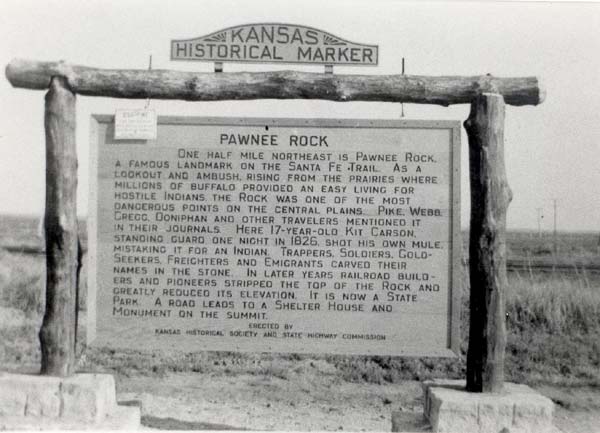 KANSAS
HISTORICAL MARKER
PAWNEE ROCK
ONE HALF MILE NORTHEAST IS PAWNEE ROCK,
A FAMOUS LANDMARK ON THE SANTA FE TRAIL. AS A
LOOKOUT AND AMBUSH, RISING FROM THE PRAIRIES WHERE
MILLIONS OF BUFFALO PROVIDED AN EASY LIVING FOR
HOSTILE INDIANS, THE ROCK WAS ONE OF THE MOST
DANGEROUS POINTS ON THE CENTRAL PLAINS. PIKE, WEBB,
GREGG, DONIPHAN AND OTHER TRAVELERS MENTIONED IT
IN THEIR JOURNALS. HERE 17-YEAR-OLD KIT CARSON,
STANDING GUARD ONE NIGHT IN 1826, SHOT HIS OWN MULE,
MISTAKING IT FOR AN INDIAN. TRAPPERS, SOLDIERS, GOLD-
SEEKERS, FREIGHTERS AND EMIGRANTS CARVED THEIR
NAMES IN THE STONE. IN LATER YEARS RAILROAD BUILD-
ERS AND PIONEERS STRIPPED THE TOP OF THE ROCK AND
GREATLY REDUCED ITS ELEVATION. IT IS NOW A STATE
PARK. A ROAD LEADS TO A SHELTER HOUSE AND
MONUMENT ON THE SUMMIT.
ERECTED BY
KANSAS HISTORICAL SOCIETY AND STATE HIGHWAY COMMISSION